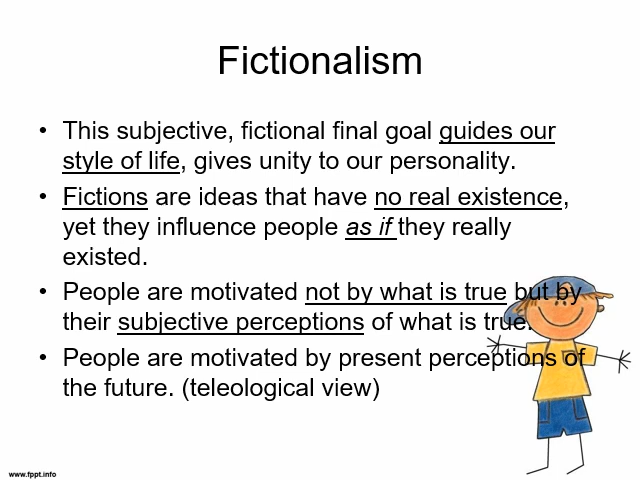 Fictionalism
• This subjective, fictional final goal guides our
style of life, gives unity to our personality.
• Fictions are ideas that have no real existence,
yet they influence people as if they really
existed.
• People are motivated not by what is true but by
their subjective perceptions of what is true.
• People are motivated by present perceptions of
the future. (teleological view)
www.fppt.info